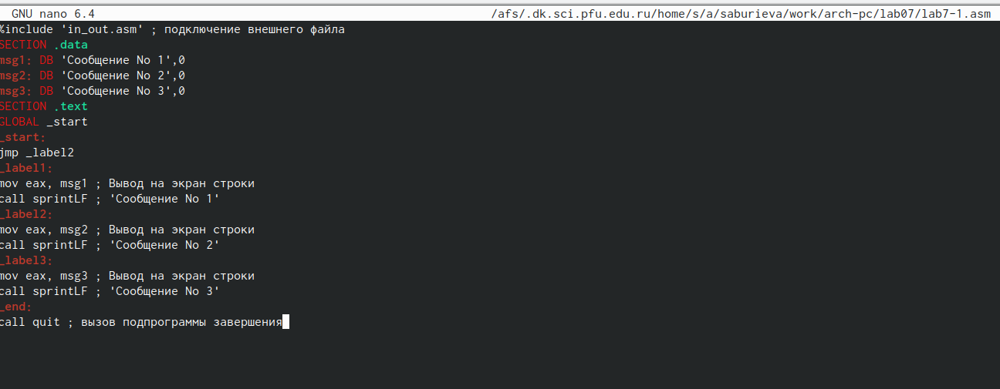 GNU nano 6.4 /afs/.dk.sci.pfu.edu.ru/home/s/a/saburieva/work/arch-pc/lab07/lab7-1.asm
%include 'in_out.asm' ; подключение внешнего файла
SECTION .data
msg1: DB 'Сообщение No 1',0
msg2: DB 'Сообщение No 2',0
msg3: DB 'Сообщение No 3',0
SECTION .text
GLOBAL _start
_start:
jmp _label2
_label1:
mov eax, msg1 ; Вывод на экран строки
call sprintLF ; 'Сообщение No 1'
_label2:
mov eax, msg2 ; Вывод на экран строки
call sprintLF ; 'Сообщение No 2'
_label3:
mov eax, msg3 ; Вывод на экран строки
call sprintLF ; 'Сообщение No 3'
_end:
call quit ; вызов подпрограммы завершения